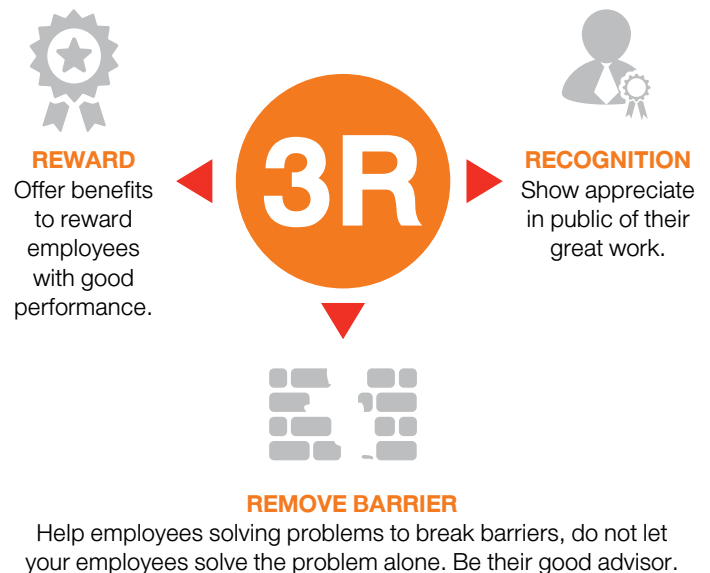 3R
REWARD
Offer benefits
to reward
employees
with good
performance.
RECOGNITION
Show appreciate
in public of their
great work.
REMOVE BARRIER
Help employees solving problems to break barriers, do not let
your employees solve the problem alone. Be their good advisor.